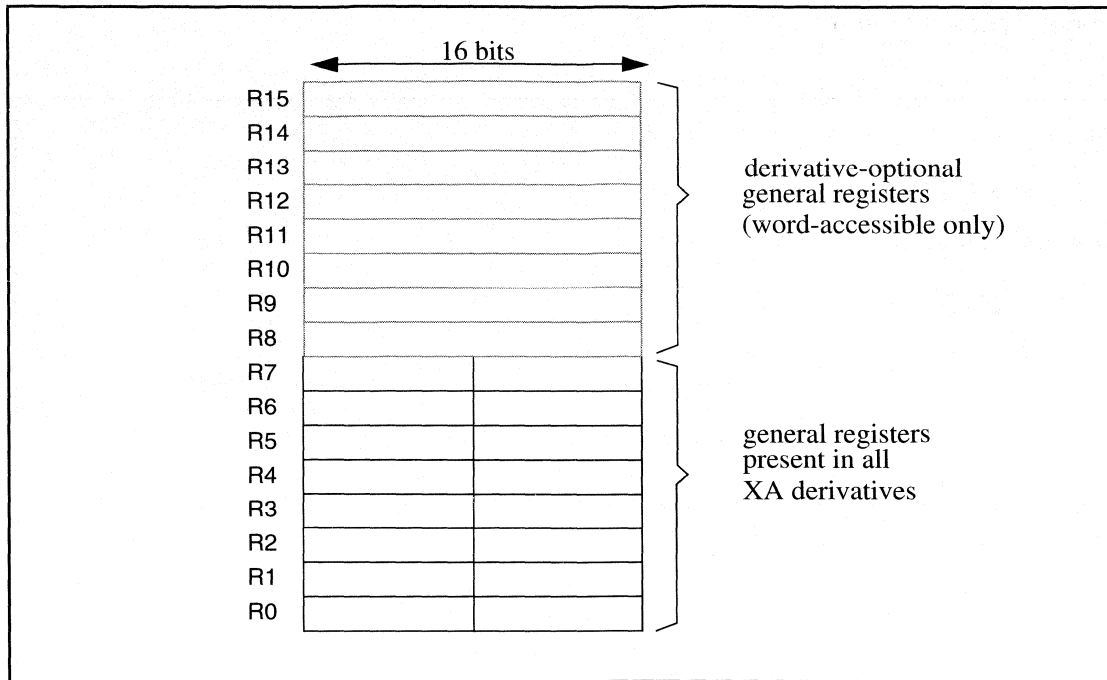 16 bits
R15
R14
R13
R12
R11
R10
R9
R8
R7
R6
R5
R4
R3
R2
R1
R0
derivative-optional
general registers
(word-accessible only)
general registers
present in all
XA derivatives